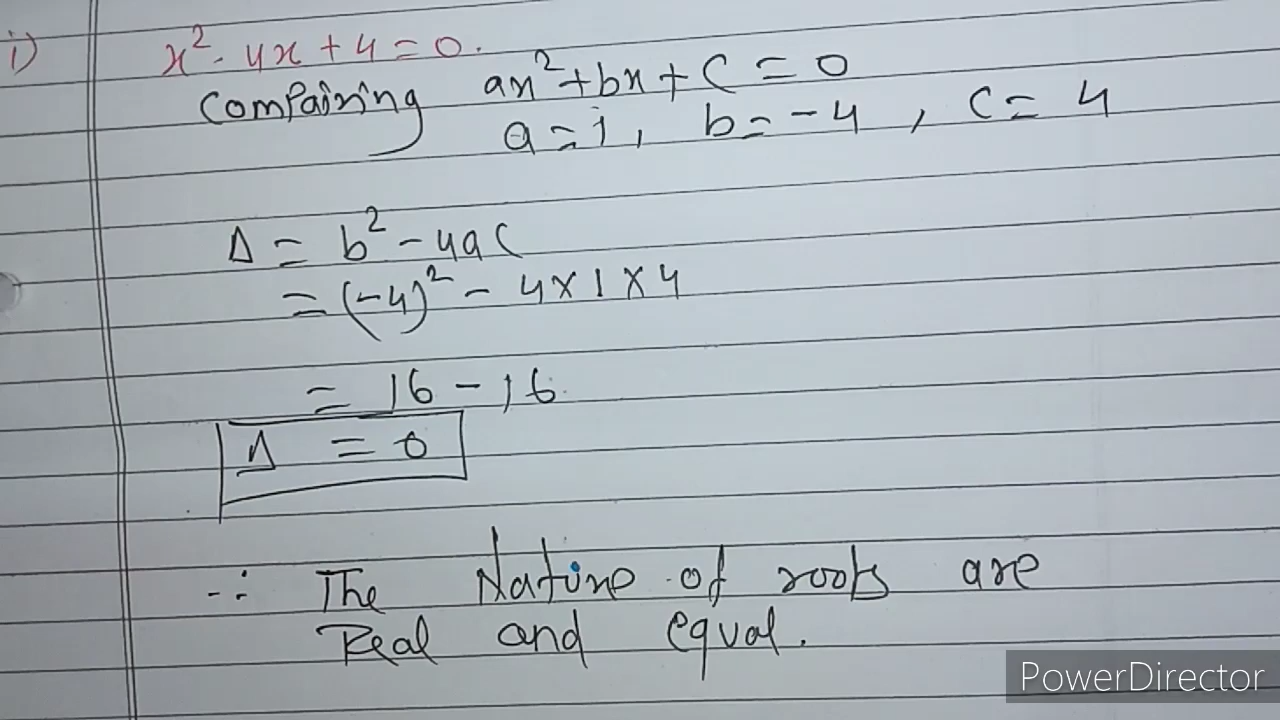 i) x² - 4x + 4 = 0.
Compairing ax² + bx + c = 0
a = 1, b = -4 , c = 4
Δ = b² - 4ac
= (-4)² - 4 × 1 × 4
= 16 - 16
Δ = 0
∴ The Nature of roots are
Real and equal.
PowerDirector